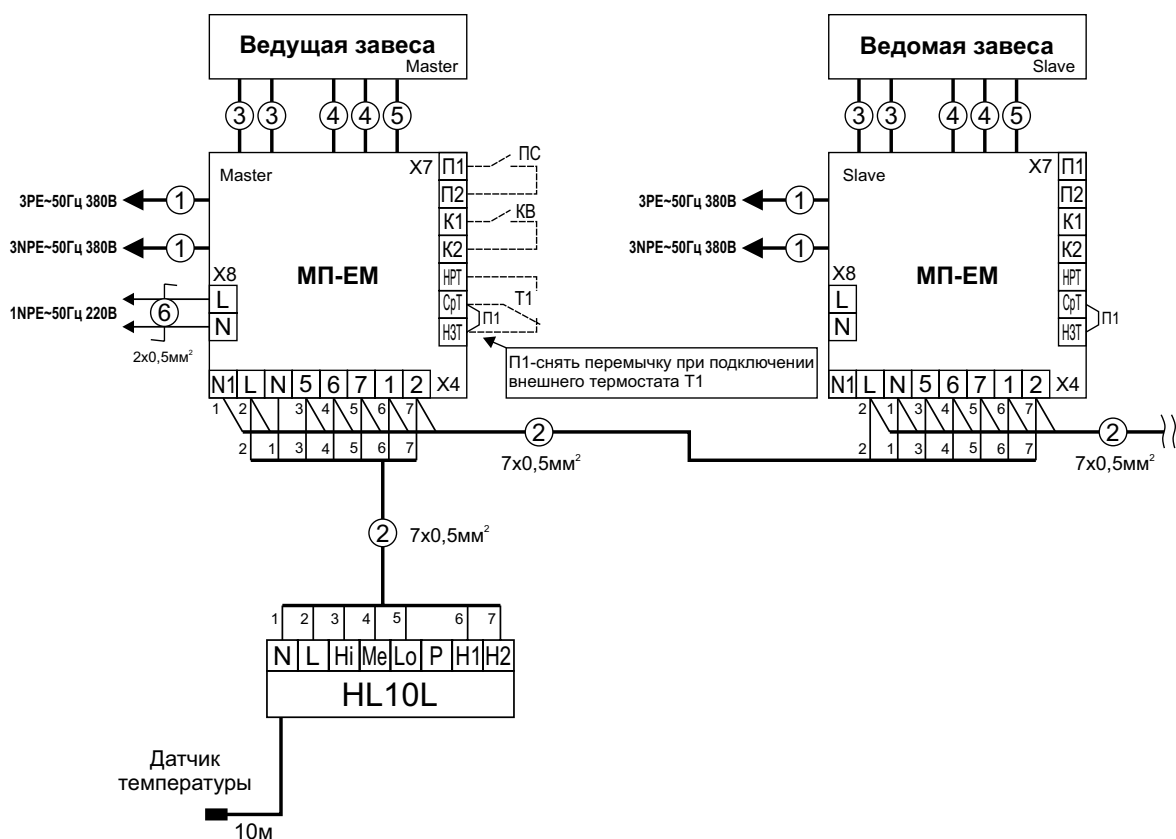 Ведущая завеса
Master
Ведомая завеса
Slave
3 3 4 4 5
3 3 4 4 5
Master
X7
П1
П2
К1
К2
НРТ
СрТ
НЗТ
ПС
КВ
Т1
П1
3PE~50Гц 380В
1
3NPE~50Гц 380В
1
МП-ЕМ
X8
L
N
1NPE~50Гц 220В
6
2х0,5мм²
П1-снять перемычку при подключении
внешнего термостата Т1
N1 L N 5 6 7 1 2 X4
1 2 3 4 5 6 7
2 1 3 4 5 6 7
2
7х0,5мм²
Slave
X7
П1
П2
К1
К2
НРТ
СрТ
НЗТ
П1
3PE~50Гц 380В
1
3NPE~50Гц 380В
1
МП-ЕМ
X8
L
N
N1 L N 5 6 7 1 2 X4
2 1 3 4 5 6 7
2 1 3 4 5 6 7
2
7х0,5мм²
2
7х0,5мм²
1 2 3 4 5 6 7
N L Hi Me Lo P H1 H2
HL10L
Датчик
температуры
10м